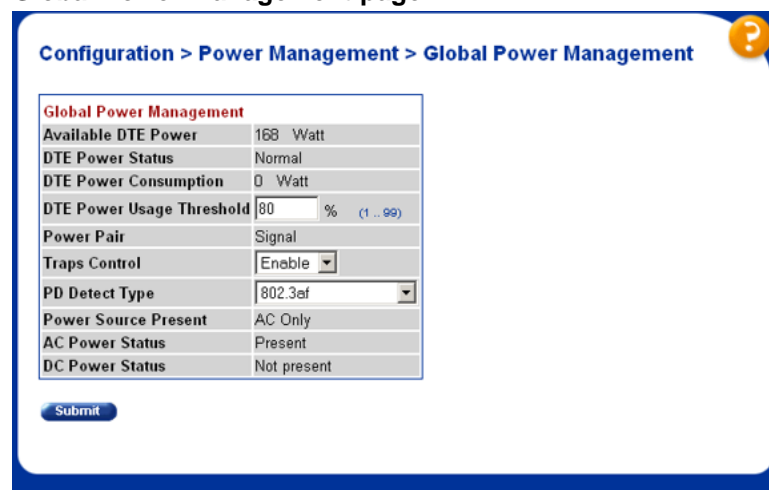 Configuration > Power Management > Global Power Management
?
Global Power Management
Available DTE Power 168 Watt
DTE Power Status Normal
DTE Power Consumption 0 Watt
DTE Power Usage Threshold 80 % (1 .. 99)
Power Pair Signal
Traps Control Enable
PD Detect Type 802.3af
Power Source Present AC Only
AC Power Status Present
DC Power Status Not present
Submit